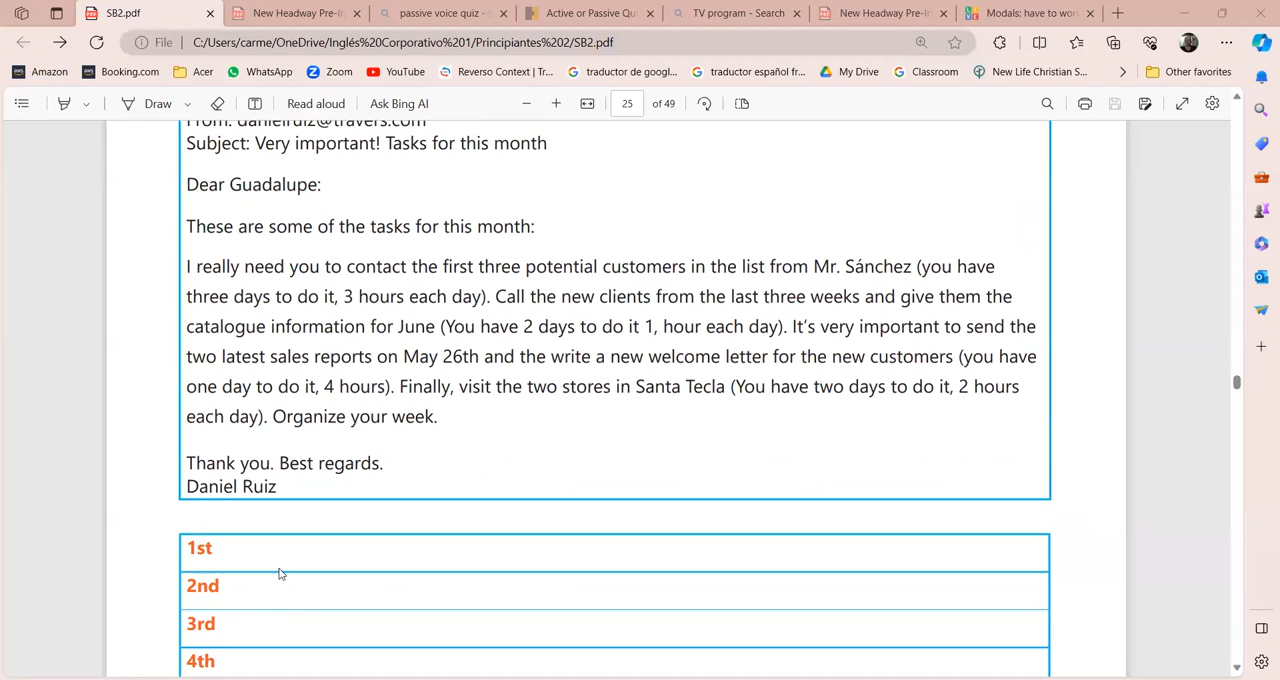 SB2.pdf
New Headway Pre-In
passive voice quiz -
Active or Passive Qui
TV program - Search
New Headway Pre-In
Modals: have to wor
File C:/Users/carme/OneDrive/Inglés%20Corporativo%201/Principiantes%202/SB2.pdf
Amazon Booking.com Acer WhatsApp Zoom YouTube Reverso Context | Tr... traductor de googl... traductor español fr... My Drive Classroom New Life Christian S... Other favorites
Draw Read aloud Ask Bing AI 25 of 49
From: danielruiz@travers.com
Subject: Very important! Tasks for this month
Dear Guadalupe:
These are some of the tasks for this month:
I really need you to contact the first three potential customers in the list from Mr. Sánchez (you have
three days to do it, 3 hours each day). Call the new clients from the last three weeks and give them the
catalogue information for June (You have 2 days to do it 1, hour each day). It's very important to send the
two latest sales reports on May 26th and the write a new welcome letter for the new customers (you have
one day to do it, 4 hours). Finally, visit the two stores in Santa Tecla (You have two days to do it, 2 hours
each day). Organize your week.
Thank you. Best regards.
Daniel Ruiz
1st
2nd
3rd
4th